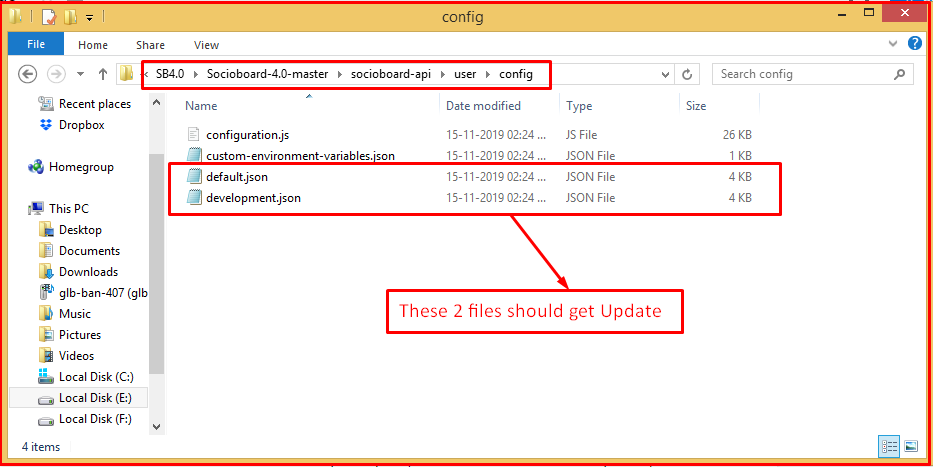 config
File Home Share View
SB4.0 Socioboard-4.0-master socioboard-api user config
Search config
Recent places
Dropbox
Homegroup
This PC
Desktop
Documents
Downloads
glb-ban-407 (glb
Music
Pictures
Videos
Local Disk (C:)
Local Disk (E:)
Local Disk (F:)
Name Date modified Type Size
configuration.js 15-11-2019 02:24 ... JS File 26 KB
custom-environment-variables.json 15-11-2019 02:24 ... JSON File 1 KB
default.json 15-11-2019 02:24 ... JSON File 4 KB
development.json 15-11-2019 02:24 ... JSON File 4 KB
These 2 files should get Update
4 items